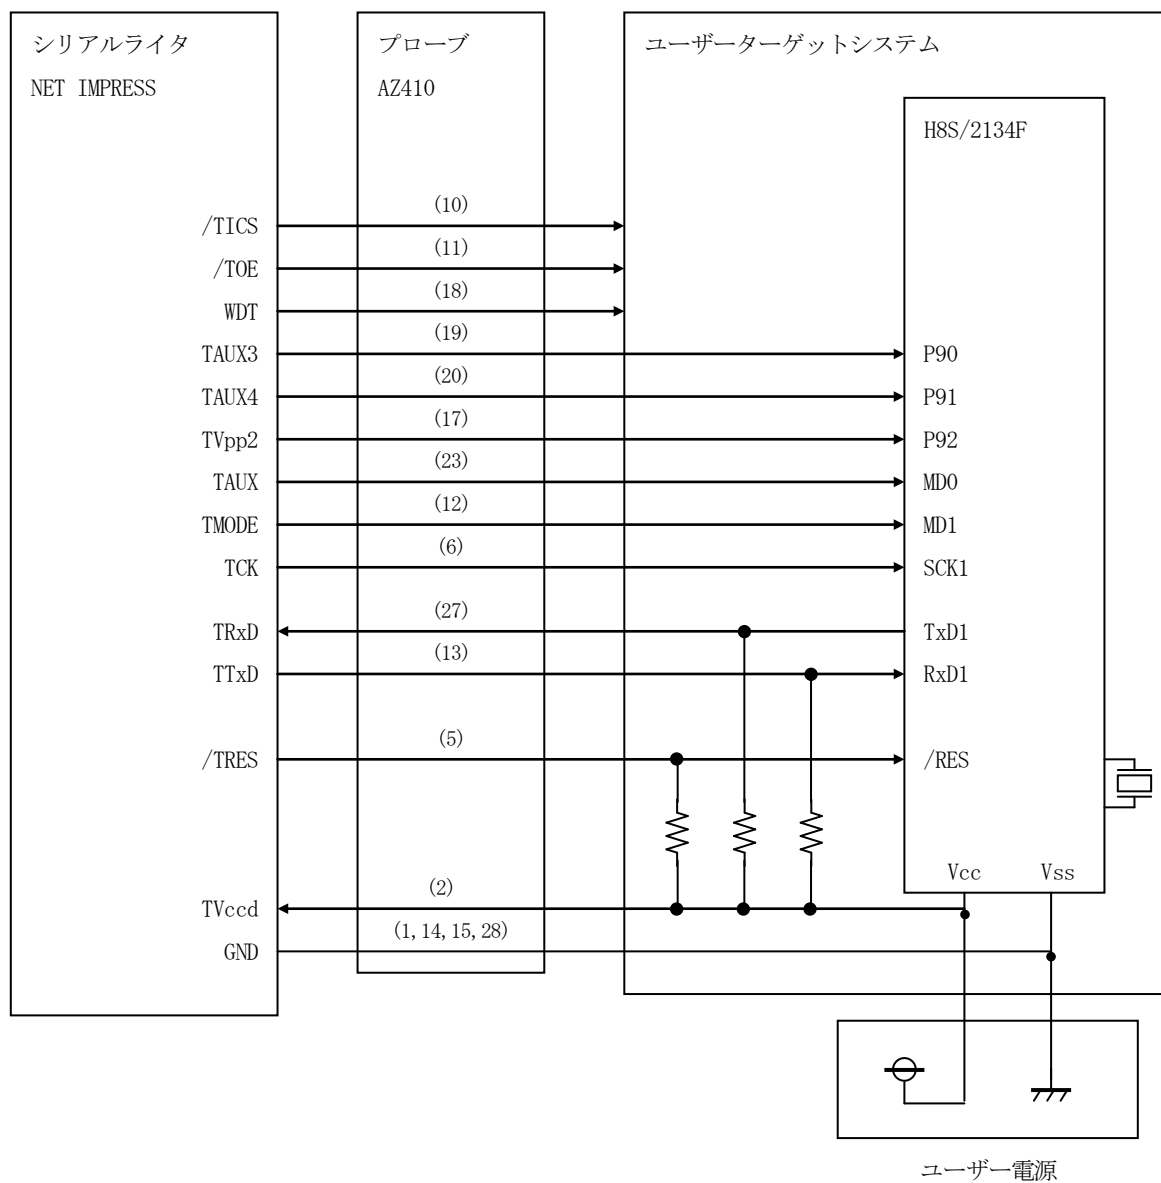 シリアルライタ
NET IMPRESS
プローブ
AZ410
ユーザーターゲットシステム
H8S/2134F
/TICS
(10)
/TOE
(11)
WDT
(18)
TAUX3
(19)
P90
TAUX4
(20)
P91
TVpp2
(17)
P92
TAUX
(23)
MD0
TMODE
(12)
MD1
TCK
(6)
SCK1
TRxD
(27)
TxD1
TTxD
(13)
RxD1
/TRES
(5)
/RES
Vcc
Vss
TVccd
(2)
GND
(1,14,15,28)
ユーザー電源